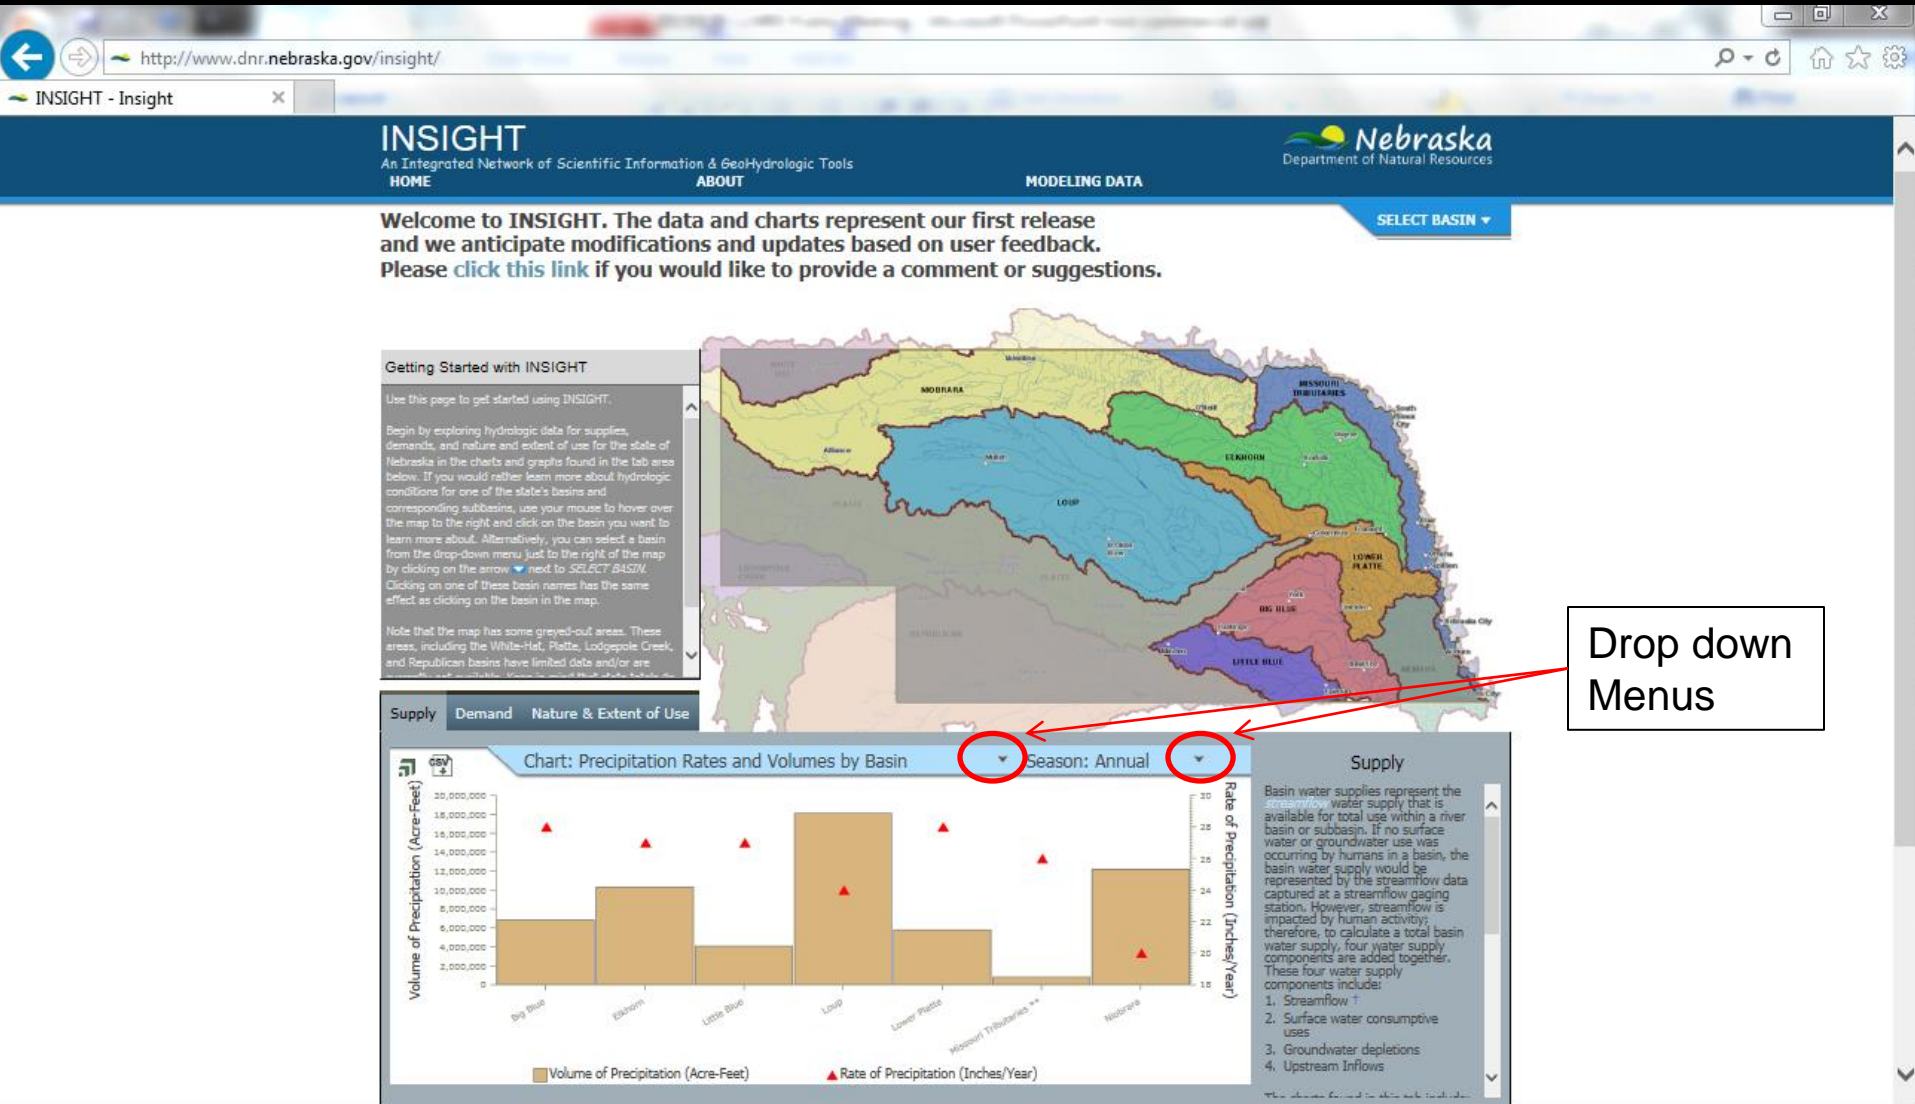 http://www.dnr.nebraska.gov/insight/
INSIGHT - Insight
INSIGHT
An Integrated Network of Scientific Information & GeoHydrologic Tools
Nebraska
Department of Natural Resources
HOME ABOUT MODELING DATA
Welcome to INSIGHT. The data and charts represent our first release
and we anticipate modifications and updates based on user feedback.
Please click this link if you would like to provide a comment or suggestions.
SELECT BASIN
Getting Started with INSIGHT
Use this page to get started using INSIGHT.
Begin by exploring hydrologic data for supplies,
demands, and nature and extent of use for the state of
Nebraska in the charts and graphs found in the tab area
below. If you would rather learn more about hydrologic
conditions for one of the state's basins and
corresponding subbasins, use your mouse to hover over
the map to the right and click on the basin you want to
learn more about. Alternatively, you can select a basin
from the drop-down menu just to the right of the map
by clicking on the arrow next to SELECT BASIN.
Clicking on one of these basin names has the same
effect as clicking on the basin in the map.
Note that the map has some greyed-out areas. These
areas, including the White-Hat, Platte, Lodgepole Creek,
and Republican basins have limited data and/or are
NIOBRARA
MISSOURI
TRIBUTARIES
South
Sioux
City
O'Neill
ELKHORN
Norfolk
Alliance
Mullen
LOUP
PLATTE
LOWER
PLATTE
Fremont
Broken
Bow
PLATTE
York
BIG BLUE
REPUBLICAN
Nebraska City
LITTLE BLUE
NEMAHA
Drop down
Menus
Supply Demand Nature & Extent of Use
CSV
Chart: Precipitation Rates and Volumes by Basin
Season: Annual
Volume of Precipitation (Acre-Feet)
20,000,000
18,000,000
16,000,000
14,000,000
12,000,000
10,000,000
8,000,000
6,000,000
4,000,000
2,000,000
0
Rate of Precipitation (Inches/Year)
30
28
26
24
22
20
18
Big Blue
Elkhorn
Little Blue
Loup
Lower Platte
Missouri Tributaries **
Niobrara
Volume of Precipitation (Acre-Feet)
Rate of Precipitation (Inches/Year)
Supply
Basin water supplies represent the
streamflow water supply that is
available for total use within a river
basin or subbasin. If no surface
water or groundwater use was
occurring by humans in a basin, the
basin water supply would be
represented by the streamflow data
captured at a streamflow gaging
station. However, streamflow is
impacted by human activitiy;
therefore, to calculate a total basin
water supply, four water supply
components are added together.
These four water supply
components include:
1. Streamflow †
2. Surface water consumptive
uses
3. Groundwater depletions
4. Upstream Inflows